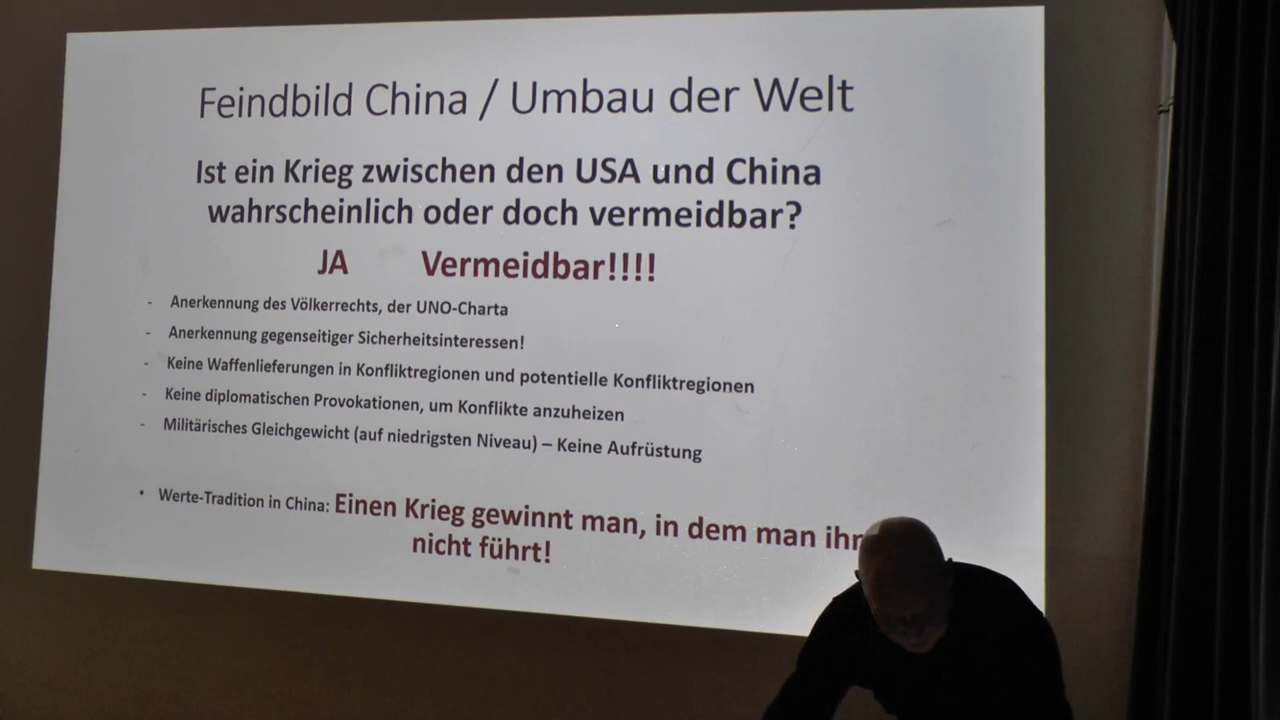 Feindbild China / Umbau der Welt
Ist ein Krieg zwischen den USA und China
wahrscheinlich oder doch vermeidbar?
JA Vermeidbar!!!!
- Anerkennung des Völkerrechts, der UNO-Charta
- Anerkennung gegenseitiger Sicherheitsinteressen!
- Keine Waffenlieferungen in Konfliktregionen und potentielle Konfliktregionen
- Keine diplomatischen Provokationen, um Konflikte anzuheizen
- Militärisches Gleichgewicht (auf niedrigsten Niveau) – Keine Aufrüstung
• Werte-Tradition in China: Einen Krieg gewinnt man, in dem man ihn
nicht führt!